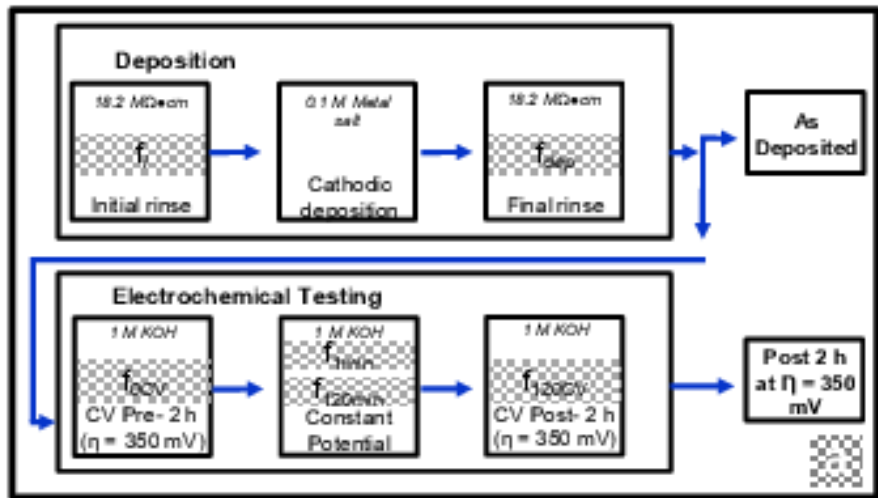 Deposition
18.2 MΩ•cm
fi
Initial rinse
0.1 M Metal
salt
Cathodic
deposition
18.2 MΩ•cm
fdep
Final rinse
As
Deposited
Electrochemical Testing
1 M KOH
f0CV
CV Pre- 2 h
(η = 350 mV)
1 M KOH
f1min
f120min
Constant
Potential
1 M KOH
f120CV
CV Post- 2 h
(η = 350 mV)
Post 2 h
at Ƞ = 350
mV